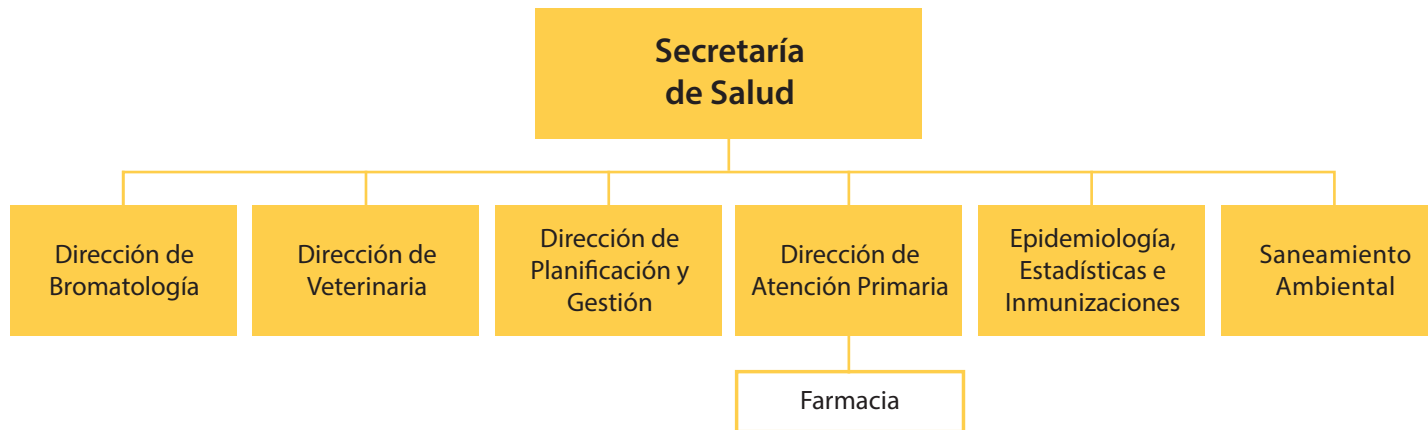 Secretaría
de Salud
Dirección de
Bromatología
Dirección de
Veterinaria
Dirección de
Planificación y
Gestión
Dirección de
Atención Primaria
Epidemiología,
Estadísticas e
Inmunizaciones
Saneamiento
Ambiental
Farmacia